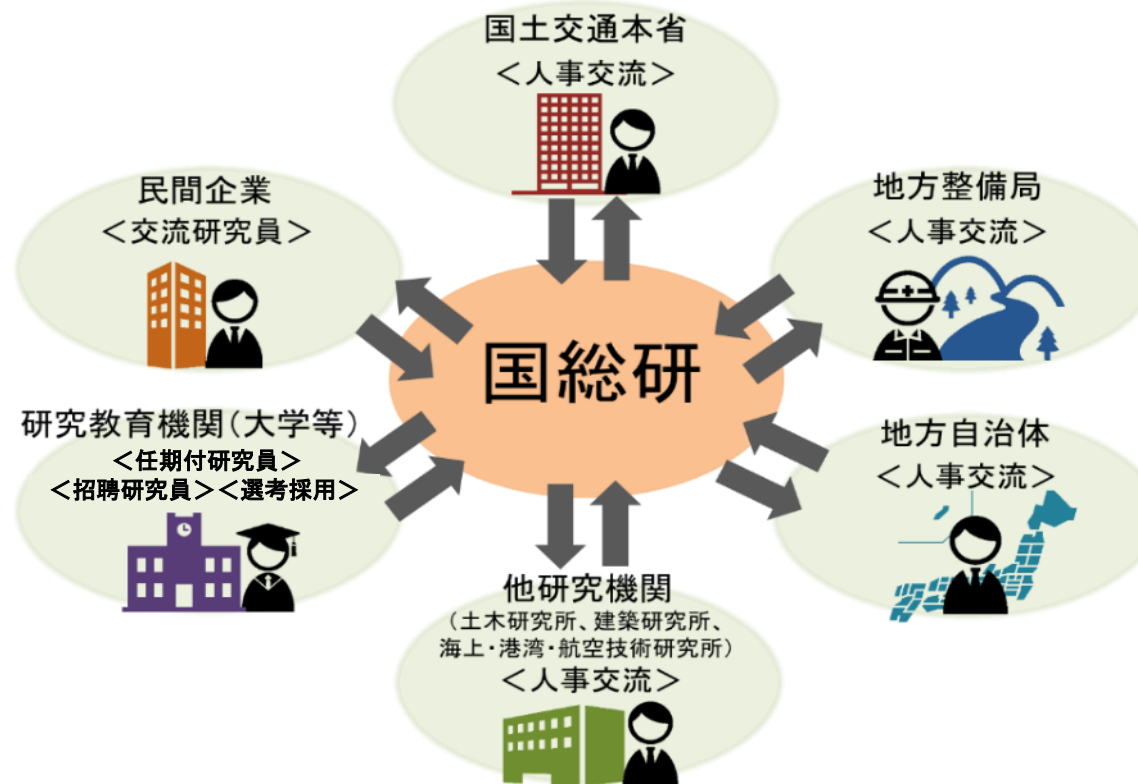 国土交通本省
＜人事交流＞
民間企業
＜交流研究員＞
地方整備局
＜人事交流＞
国総研
研究教育機関（大学等）
＜任期付研究員＞
＜招聘研究員＞＜選考採用＞
地方自治体
＜人事交流＞
他研究機関
（土木研究所、建築研究所、
海上・港湾・航空技術研究所）
＜人事交流＞